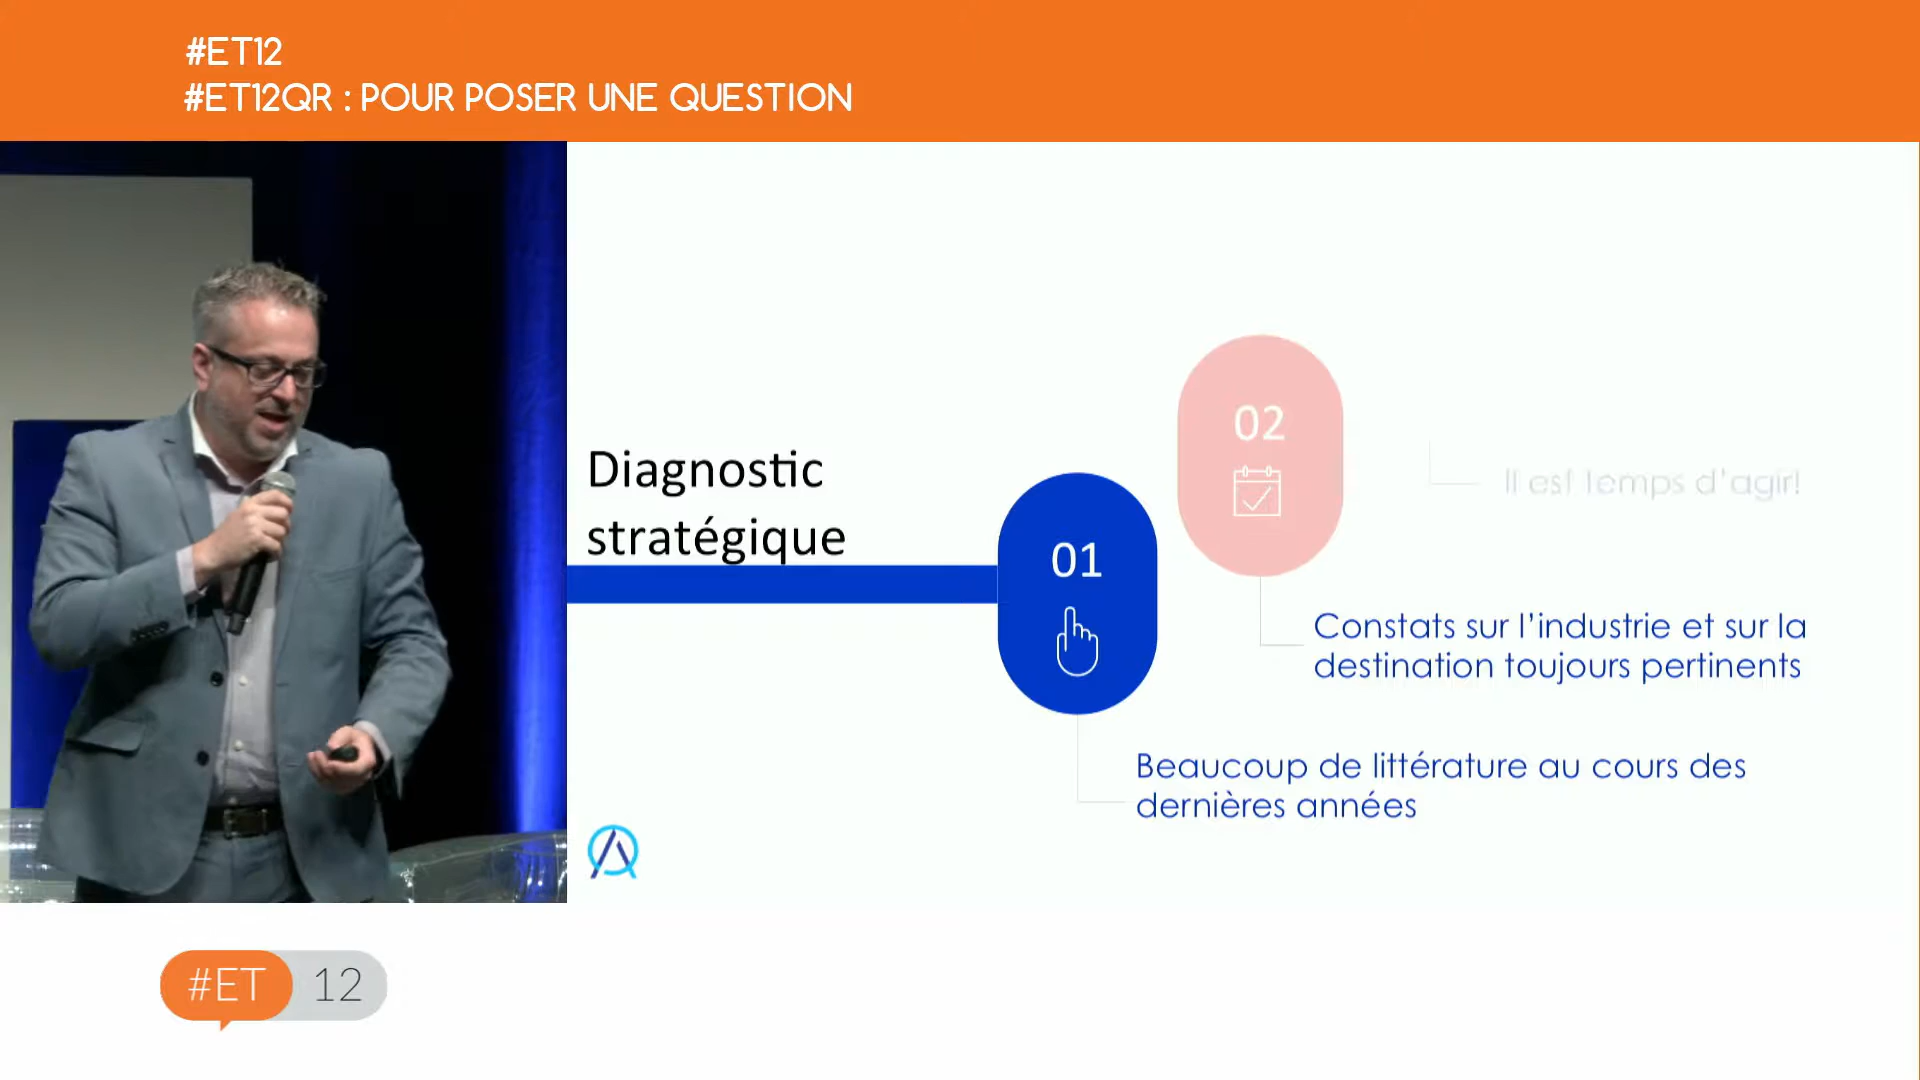 #ET12
#ET12QR : POUR POSER UNE QUESTION
Diagnostic
stratégique
01
02
Il est temps d'agir!
Constats sur l'industrie et sur la
destination toujours pertinents
Beaucoup de littérature au cours des
dernières années
#ET 12